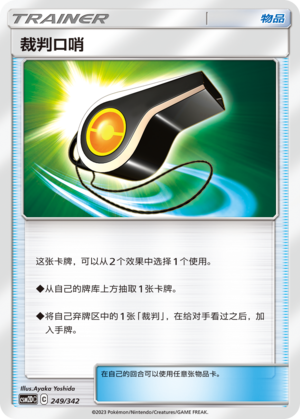 TRAINER
物品
裁判口哨
这张卡牌，可以从2个效果中选择1个使用。
◆从自己的牌库上方抽取1张卡牌。
◆将自己弃牌区中的1张「裁判」，在给对手看过之后，加
入手牌。
在自己的回合可以使用任意张物品卡。
Illus.Ayaka Yoshida
CSM2DC C 249/342
©2023 Pokémon/Nintendo/Creatures/GAME FREAK.